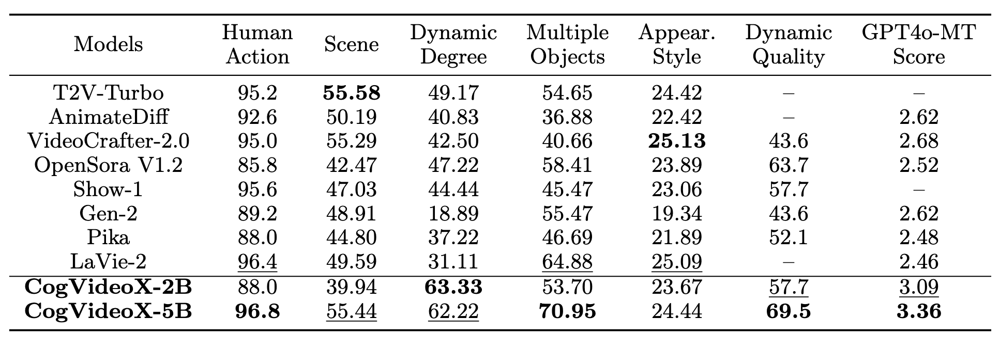 Models Human Action Scene Dynamic Degree Multiple Objects Appear. Style Dynamic Quality GPT4o-MT Score
T2V-Turbo 95.2 55.58 49.17 54.65 24.42 – –
AnimateDiff 92.6 50.19 40.83 36.88 22.42 – 2.62
VideoCrafter-2.0 95.0 55.29 42.50 40.66 25.13 43.6 2.68
OpenSora V1.2 85.8 42.47 47.22 58.41 23.89 63.7 2.52
Show-1 95.6 47.03 44.44 45.47 23.06 57.7 –
Gen-2 89.2 48.91 18.89 55.47 19.34 43.6 2.62
Pika 88.0 44.80 37.22 46.69 21.89 52.1 2.48
LaVie-2 96.4 49.59 31.11 64.88 25.09 – 2.46
CogVideoX-2B 88.0 39.94 63.33 53.70 23.67 57.7 3.09
CogVideoX-5B 96.8 55.44 62.22 70.95 24.44 69.5 3.36